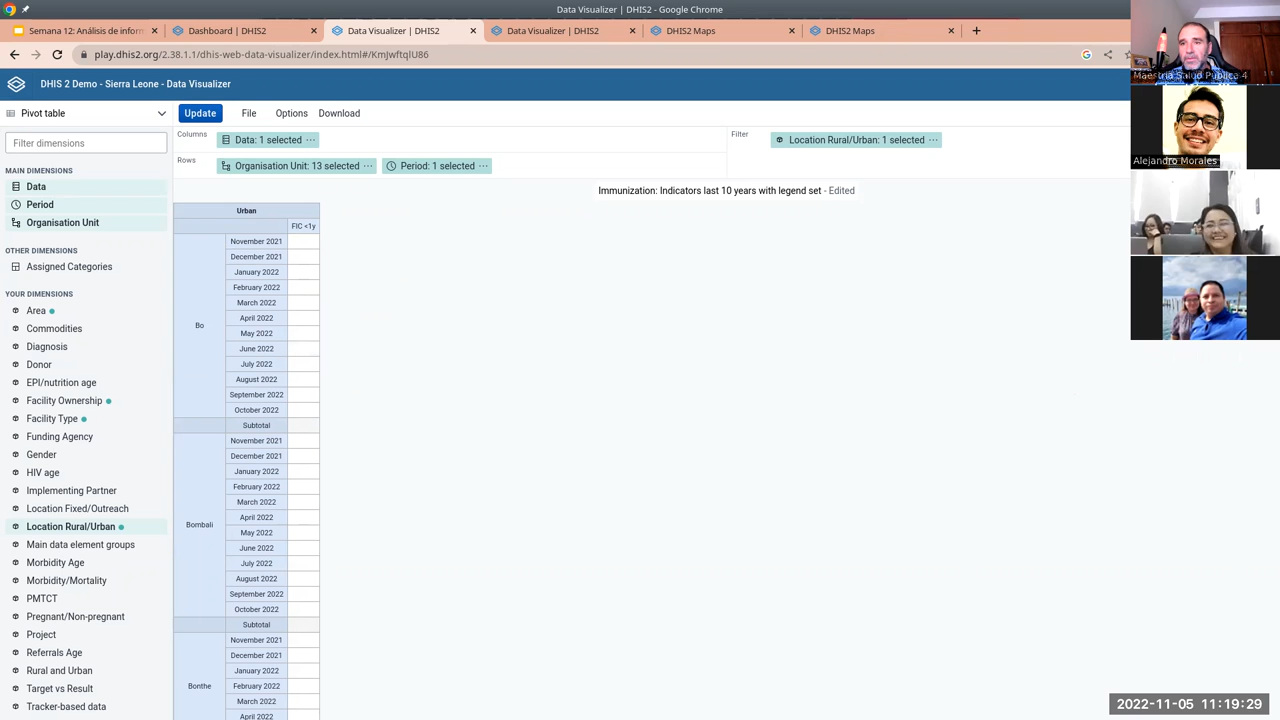 Data Visualizer | DHIS2 - Google Chrome
Semana 12: Análisis de inform
Dashboard | DHIS2
Data Visualizer | DHIS2
Data Visualizer | DHIS2
DHIS2 Maps
DHIS2 Maps
play.dhis2.org/2.38.1.1/dhis-web-data-visualizer/index.html#/KmJwftqlU86
DHIS 2 Demo - Sierra Leone - Data Visualizer
Maestria Salud Publica 4
Pivot table
Update
File
Options
Download
Filter dimensions
Columns
Data: 1 selected
Filter
Location Rural/Urban: 1 selected
Rows
Organisation Unit: 13 selected
Period: 1 selected
Alejandro Morales
MAIN DIMENSIONS
Data
Period
Organisation Unit
OTHER DIMENSIONS
Assigned Categories
YOUR DIMENSIONS
Area
Commodities
Diagnosis
Donor
EPI/nutrition age
Facility Ownership
Facility Type
Funding Agency
Gender
HIV age
Implementing Partner
Location Fixed/Outreach
Location Rural/Urban
Main data element groups
Morbidity Age
Morbidity/Mortality
PMTCT
Pregnant/Non-pregnant
Project
Referrals Age
Rural and Urban
Target vs Result
Tracker-based data
Immunization: Indicators last 10 years with legend set - Edited
Urban
FIC <1y
Bo
November 2021
December 2021
January 2022
February 2022
March 2022
April 2022
May 2022
June 2022
July 2022
August 2022
September 2022
October 2022
Subtotal
Bombali
November 2021
December 2021
January 2022
February 2022
March 2022
April 2022
May 2022
June 2022
July 2022
August 2022
September 2022
October 2022
Subtotal
Bonthe
November 2021
December 2021
January 2022
February 2022
March 2022
April 2022
2022-11-05 11:19:29